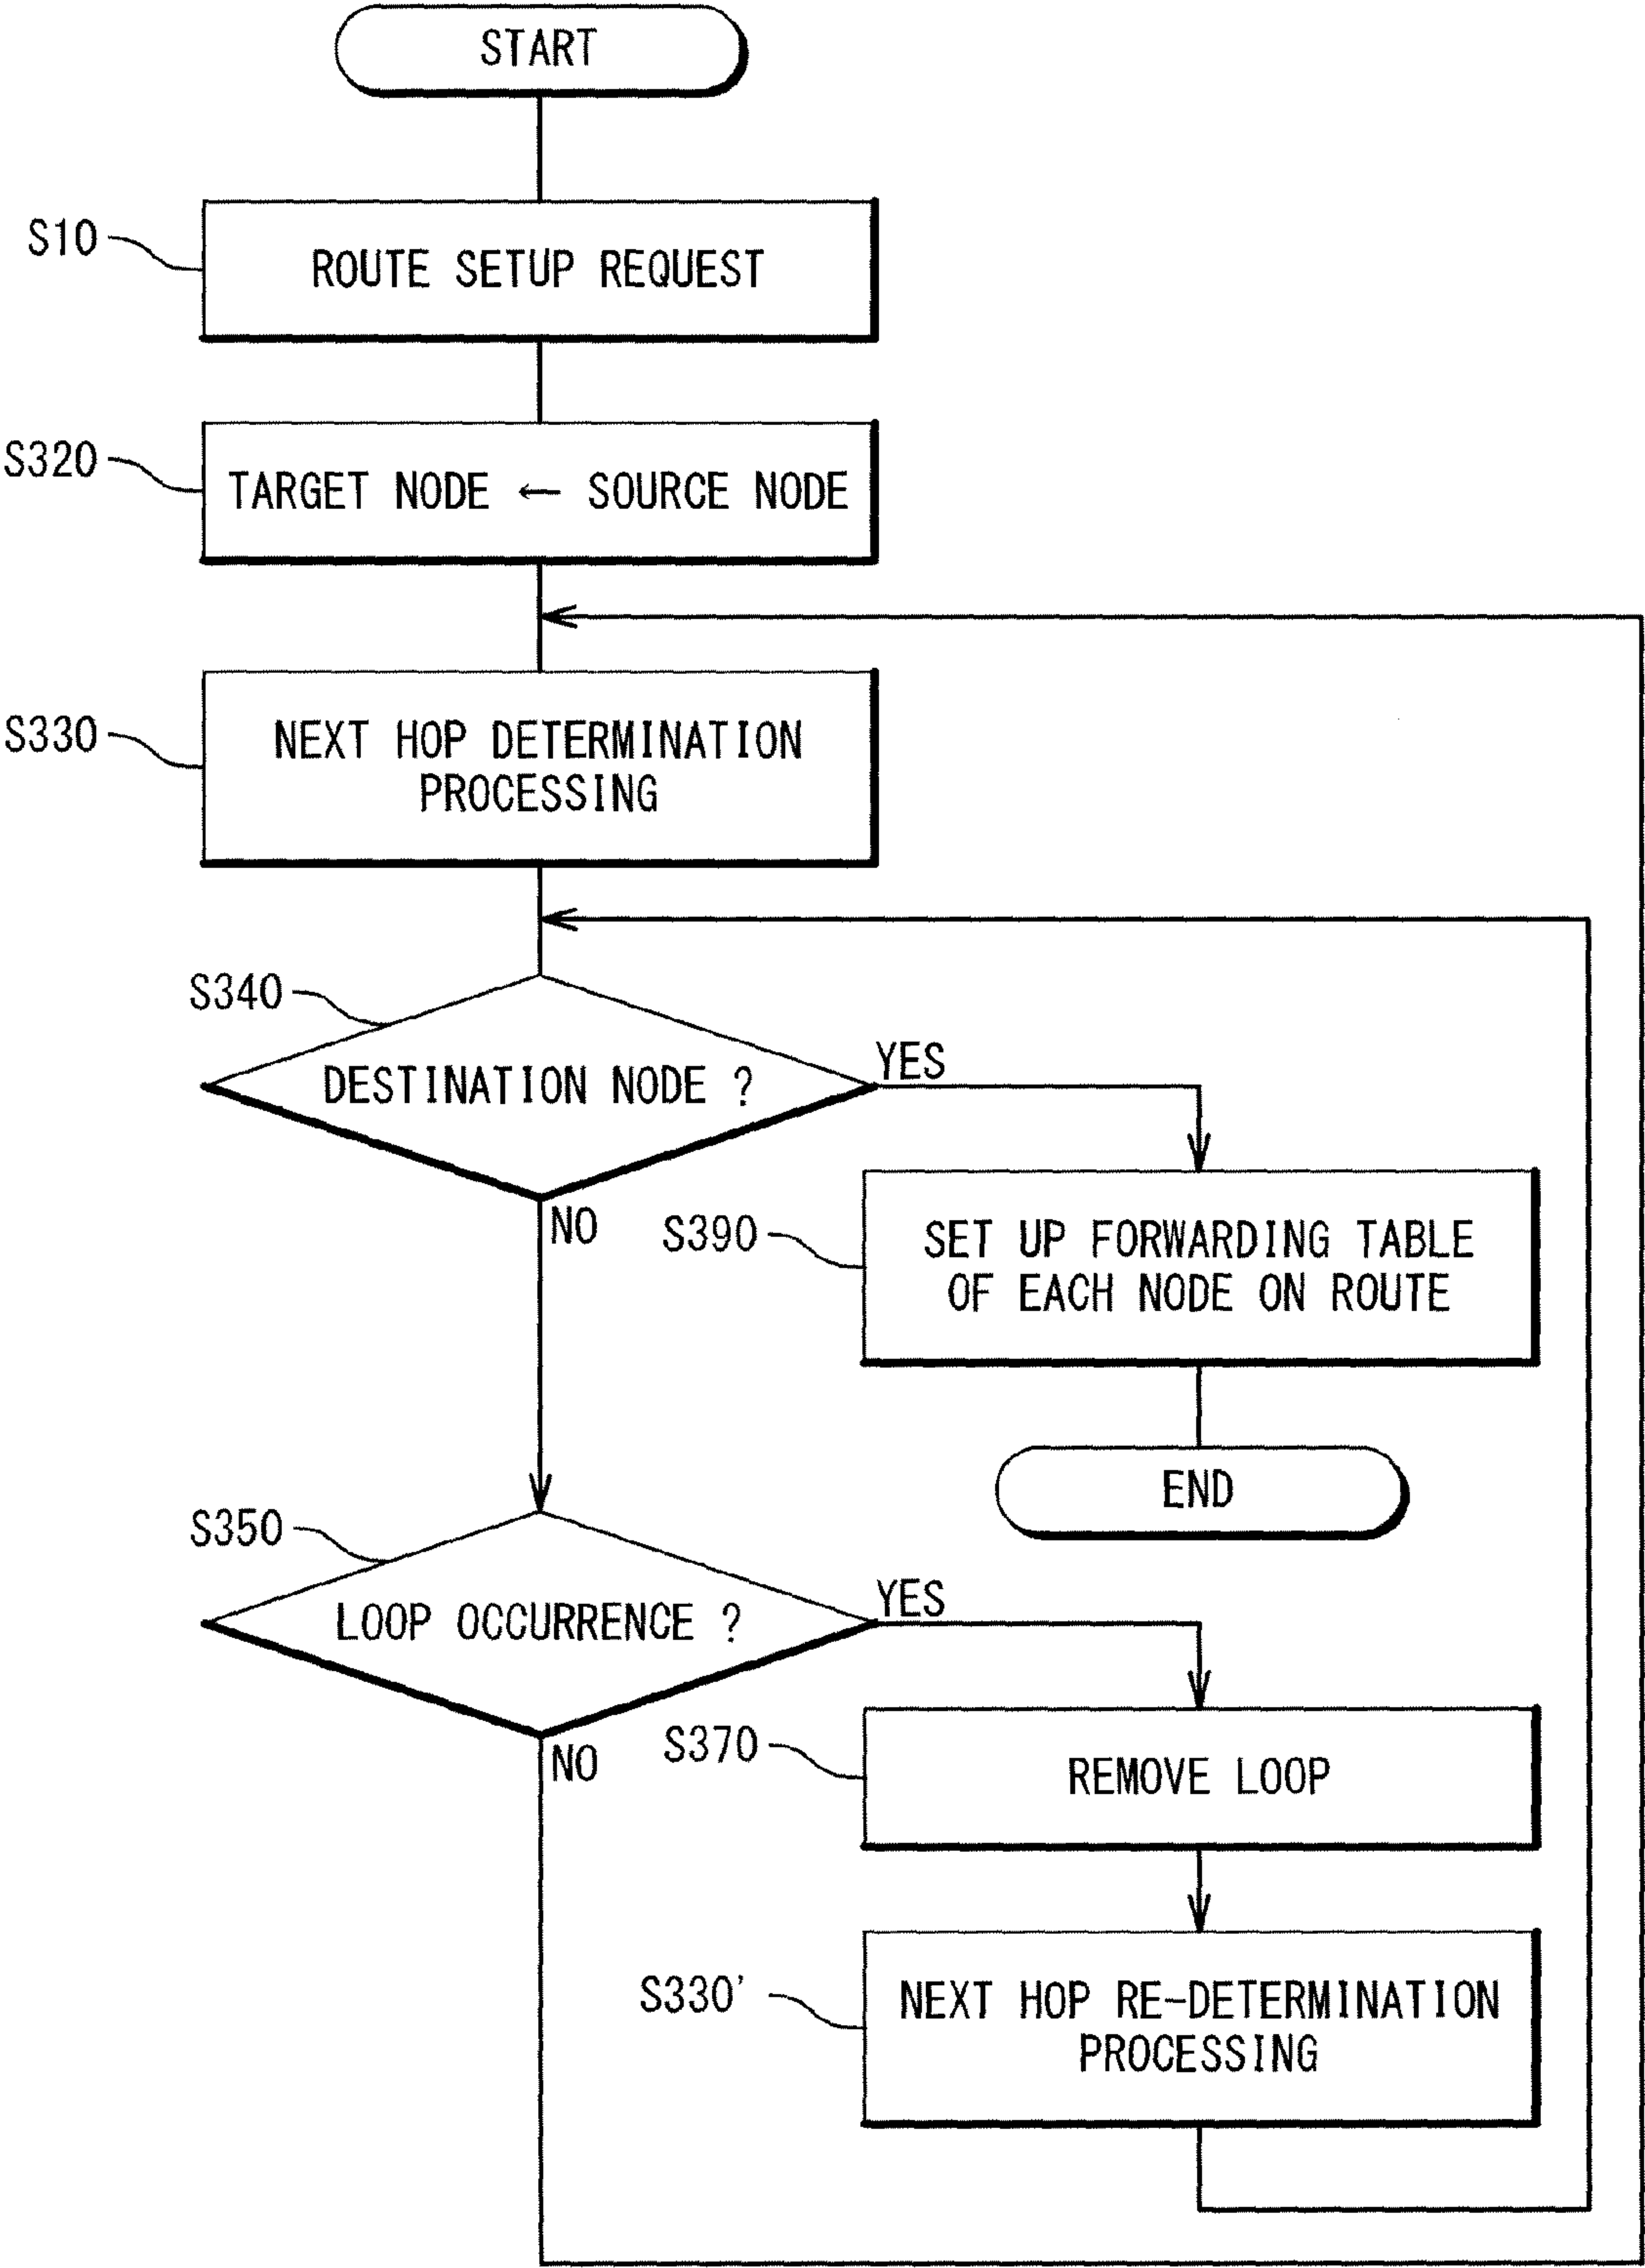 START
S10
ROUTE SETUP REQUEST
S320
TARGET NODE ← SOURCE NODE
S330
NEXT HOP DETERMINATION
PROCESSING
S340
DESTINATION NODE ?
YES
NO
S390
SET UP FORWARDING TABLE
OF EACH NODE ON ROUTE
END
S350
LOOP OCCURRENCE ?
YES
NO
S370
REMOVE LOOP
S330'
NEXT HOP RE-DETERMINATION
PROCESSING